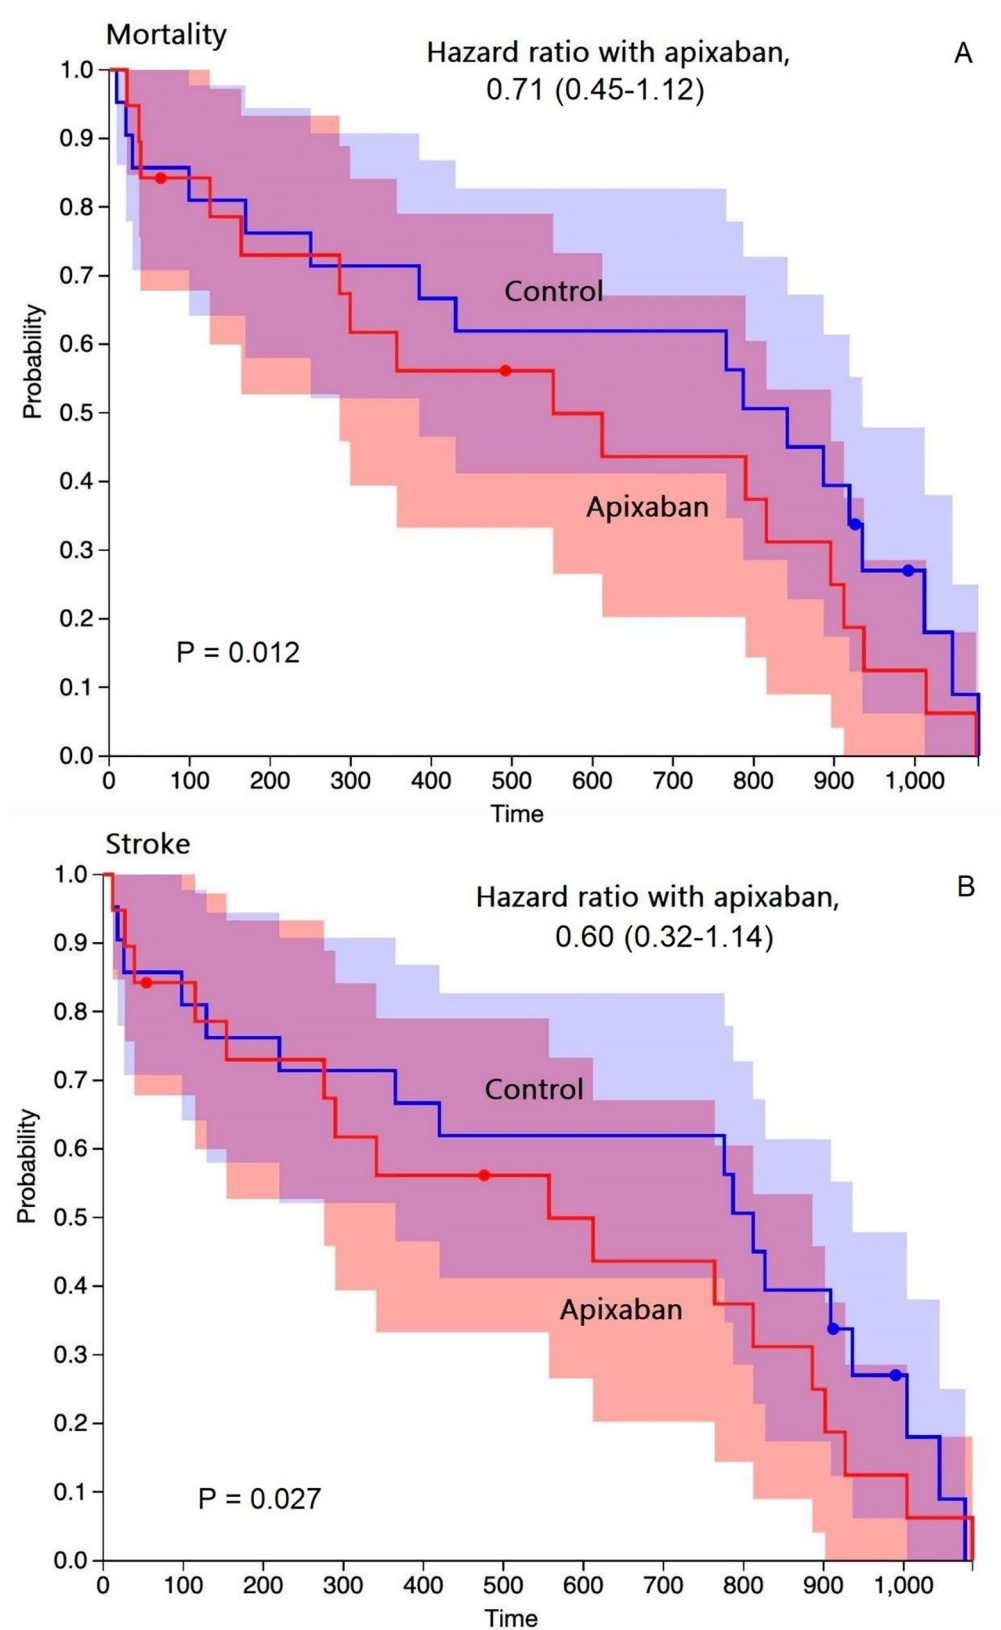 Mortality
Hazard ratio with apixaban,
0.71 (0.45-1.12)
A
1.0
0.9
0.8
0.7
0.6
0.5
0.4
0.3
0.2
0.1
0.0
Probability
Control
Apixaban
P = 0.012
0 100 200 300 400 500 600 700 800 900 1,000
Time
Stroke
Hazard ratio with apixaban,
0.60 (0.32-1.14)
B
1.0
0.9
0.8
0.7
0.6
0.5
0.4
0.3
0.2
0.1
0.0
Probability
Control
Apixaban
P = 0.027
0 100 200 300 400 500 600 700 800 900 1,000
Time